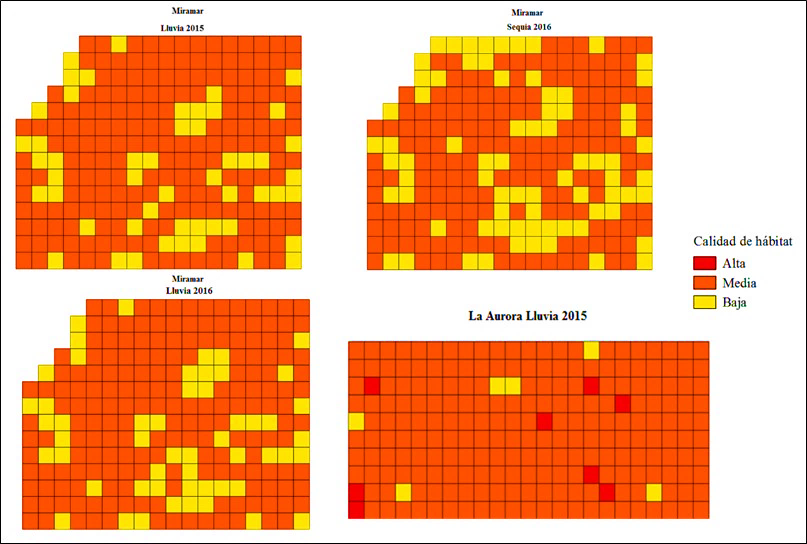 Miramar
Lluvia 2015
Miramar
Sequia 2016
Calidad de hábitat
Alta
Media
Baja
Miramar
Lluvia 2016
La Aurora Lluvia 2015